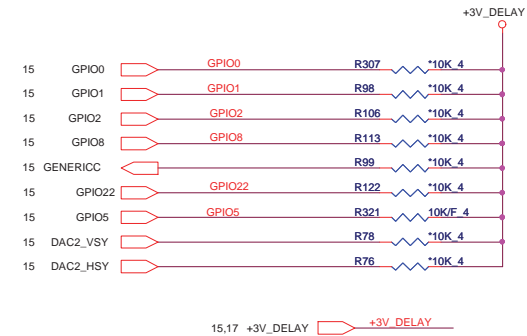 +3V_DELAY
15 GPIO0 GPIO0 R307 *10K_4
15 GPIO1 GPIO1 R98 *10K_4
15 GPIO2 GPIO2 R106 *10K_4
15 GPIO8 GPIO8 R113 *10K_4
15 GENERICC R99 *10K_4
15 GPIO22 GPIO22 R122 *10K_4
15 GPIO5 GPIO5 R321 10K/F_4
15 DAC2_VSY R78 *10K_4
15 DAC2_HSY R76 *10K_4
15,17 +3V_DELAY +3V_DELAY